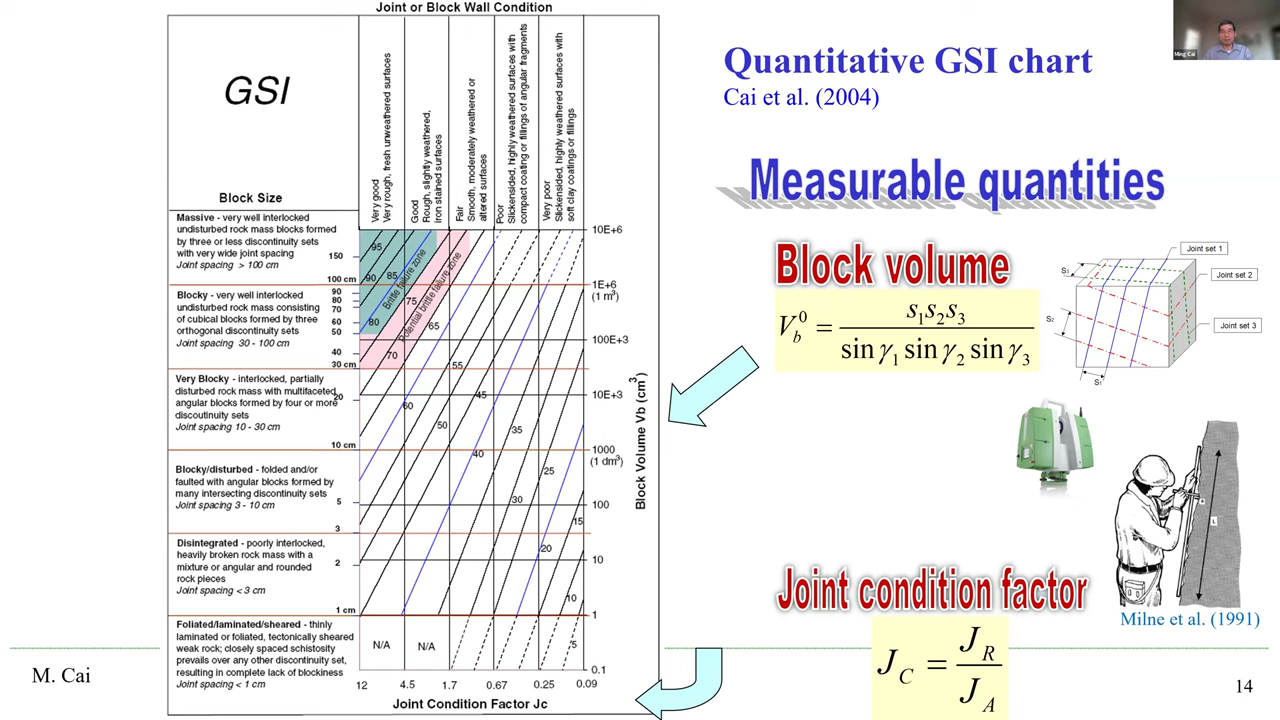 Joint or Block Wall Condition
GSI
Block Size
Very good
Very rough, fresh unweathered surfaces
Good
Rough, slightly weathered,
iron stained surfaces
Fair
Smooth, moderately weathered or
altered surfaces
Poor
Slickensided, highly weathered surfaces with
compact coating or fillings of angular fragments
Very poor
Slickensided, highly weathered surfaces with
soft clay coatings or fillings
Massive - very well interlocked
undisturbed rock mass blocks formed
by three or less discontinuity sets
with very wide joint spacing
Joint spacing > 100 cm
Blocky - very well interlocked
undisturbed rock mass consisting
of cubical blocks formed by three
orthogonal discontinuity sets
Joint spacing 30 - 100 cm
Very Blocky - interlocked, partially
disturbed rock mass with multifaceted
angular blocks formed by four or more
discoutinuity sets
Joint spacing 10 - 30 cm
Blocky/disturbed - folded and/or
faulted with angular blocks formed by
many intersecting discontinuity sets
Joint spacing 3 - 10 cm
Disintegrated - poorly interlocked,
heavily broken rock mass with a
mixture or angular and rounded
rock pieces
Joint spacing < 3 cm
Foliated/laminated/sheared - thinly
laminated or foliated, tectonically sheared
weak rock; closely spaced schistosity
prevails over any other discontinuity set,
resulting in complete lack of blockiness
Joint spacing < 1 cm
150
100 cm
90
80
70
60
50
40
30 cm
20
10 cm
5
3
2
1 cm
95
90
85
80
75
70
65
60
55
50
45
40
35
30
25
20
15
10
5
Brittle failure zone
Potential brittle failure zone
N/A
N/A
10E+6
1E+6
(1 m³)
100E+3
10E+3
1000
(1 dm³)
100
10
1
0.1
Block Volume Vb (cm³)
12 4.5 1.7 0.67 0.25 0.09
Joint Condition Factor Jc
M. Cai
Quantitative GSI chart
Cai et al. (2004)
Measurable quantities
Block volume
V_b^0 = s₁s₂s₃ / sin γ₁ sin γ₂ sin γ₃
Joint set 1
Joint set 2
Joint set 3
S₃
S₂
S₁
L
Joint condition factor
Milne et al. (1991)
J_C = J_R / J_A
14
Ming Cai